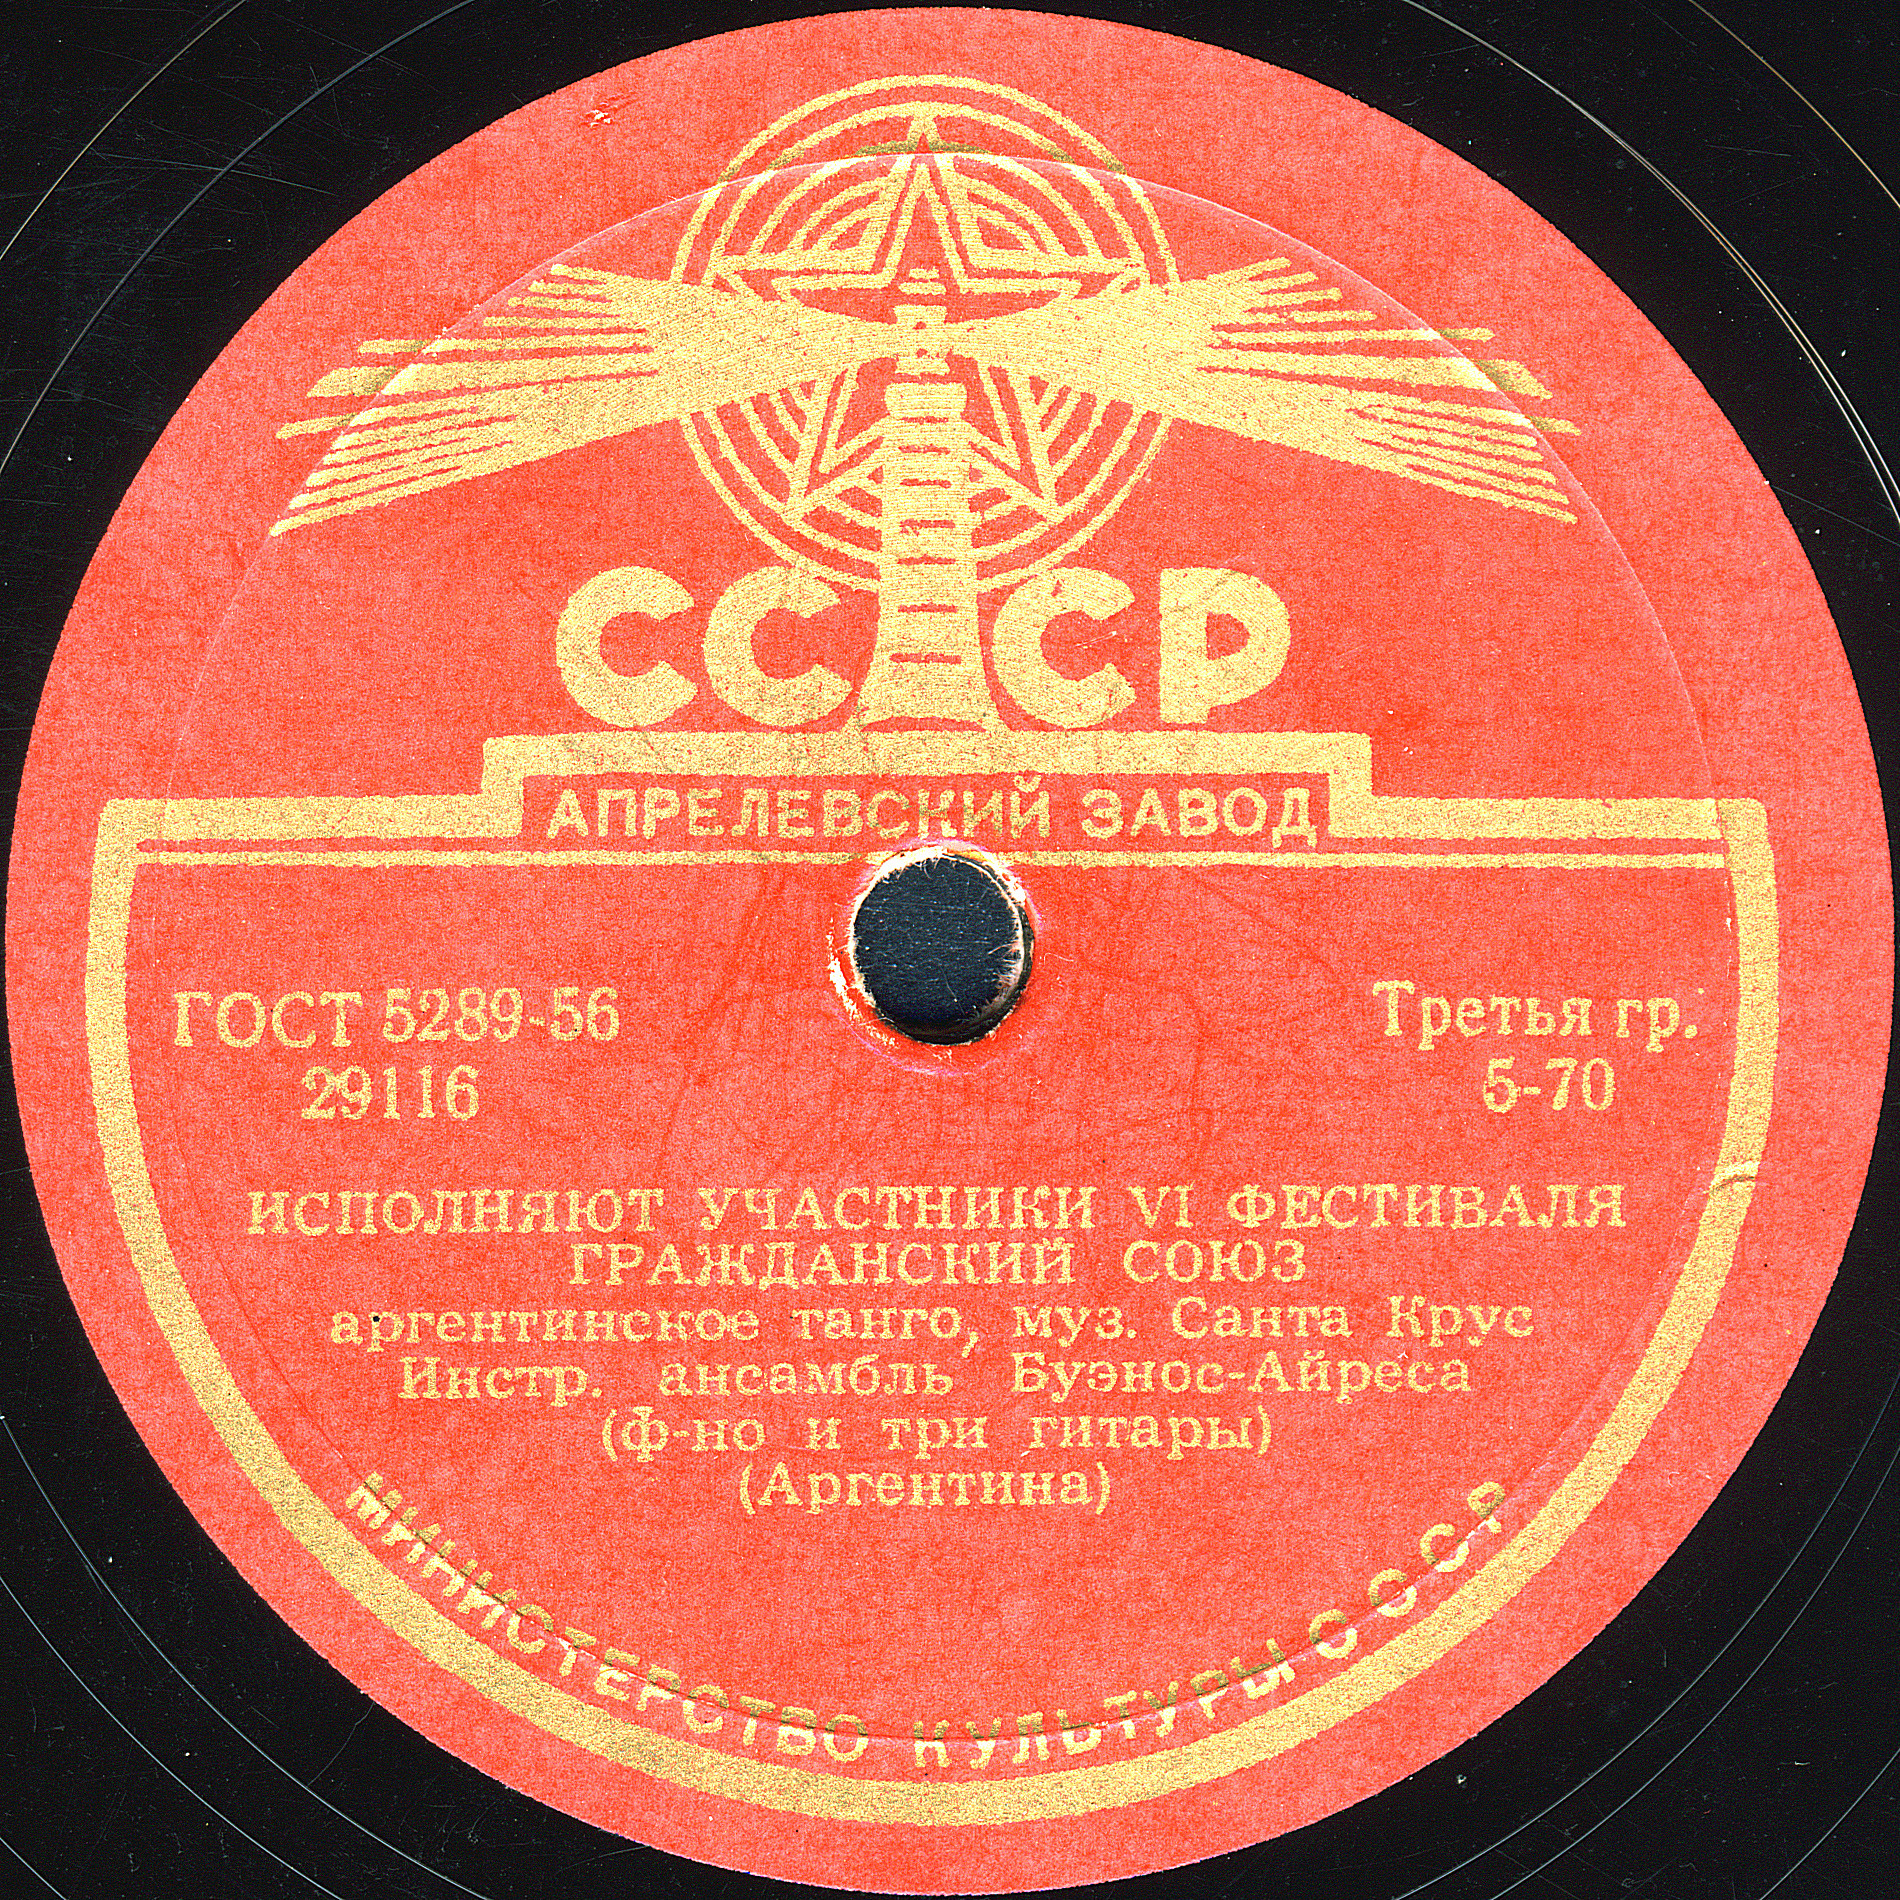 СССР
АПРЕЛЕВСКИЙ ЗАВОД
ГОСТ 5289-56
29116
Третья гр.
5-70
ИСПОЛНЯЮТ УЧАСТНИКИ VI ФЕСТИВАЛЯ
ГРАЖДАНСКИЙ СОЮЗ
аргентинское танго, муз. Санта Крус
Инстр. ансамбль Буэнос-Айреса
(ф-но и три гитары)
(Аргентина)
МИНИСТЕРСТВО КУЛЬТУРЫ СССР